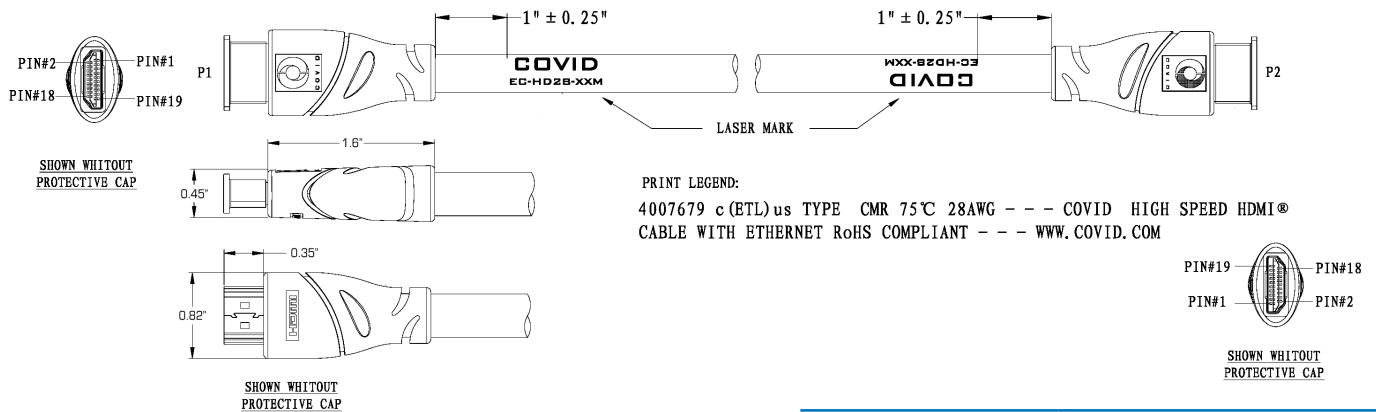 1" ± 0.25"
1" ± 0.25"
PIN#2
PIN#1
PIN#18
PIN#19
P1
COVID
COVID
EC-HD28-XXM
COVID
EC-HD28-XXM
COVID
P2
LASER MARK
SHOWN WHITOUT
PROTECTIVE CAP
1.6"
0.45"
PRINT LEGEND:
4007679 c(ETL)us TYPE CMR 75℃ 28AWG - - - COVID HIGH SPEED HDMI®
CABLE WITH ETHERNET RoHS COMPLIANT - - - WWW.COVID.COM
0.35"
0.82"
HDMI
SHOWN WHITOUT
PROTECTIVE CAP
PIN#19
PIN#18
PIN#1
PIN#2
SHOWN WHITOUT
PROTECTIVE CAP